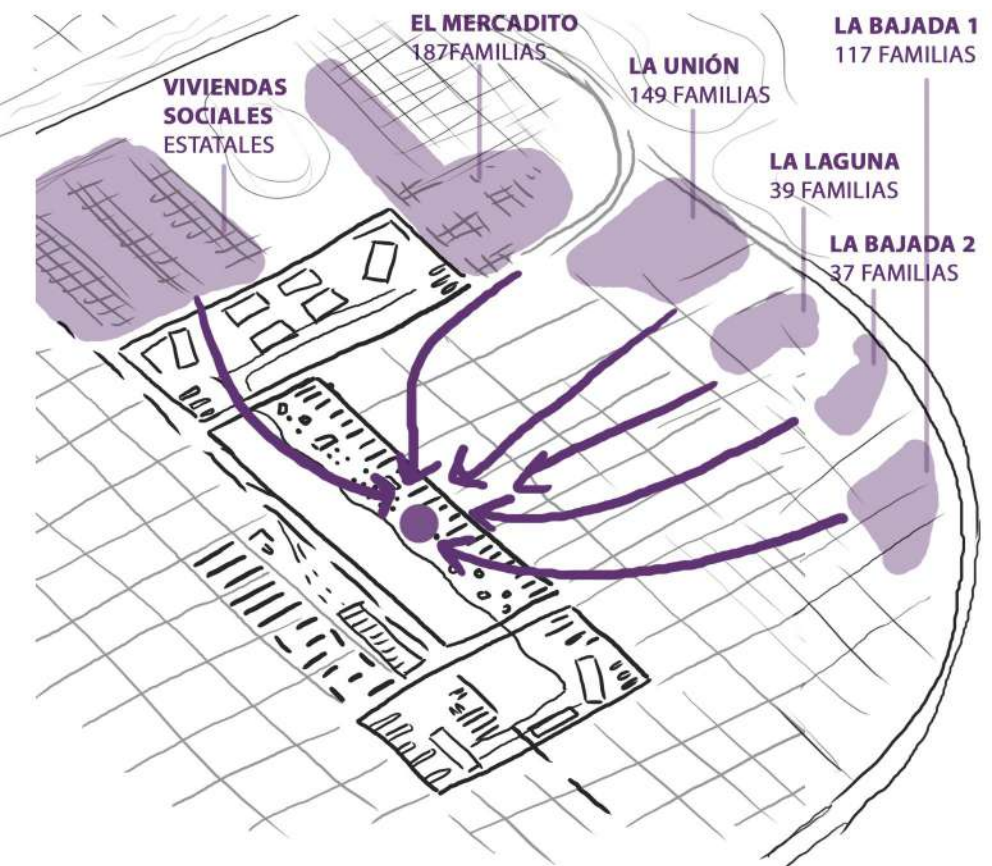 EL MERCADITO
187FAMILIAS
LA BAJADA 1
117 FAMILIAS
LA UNIÓN
149 FAMILIAS
VIVIENDAS
SOCIALES
ESTATALES
LA LAGUNA
39 FAMILIAS
LA BAJADA 2
37 FAMILIAS